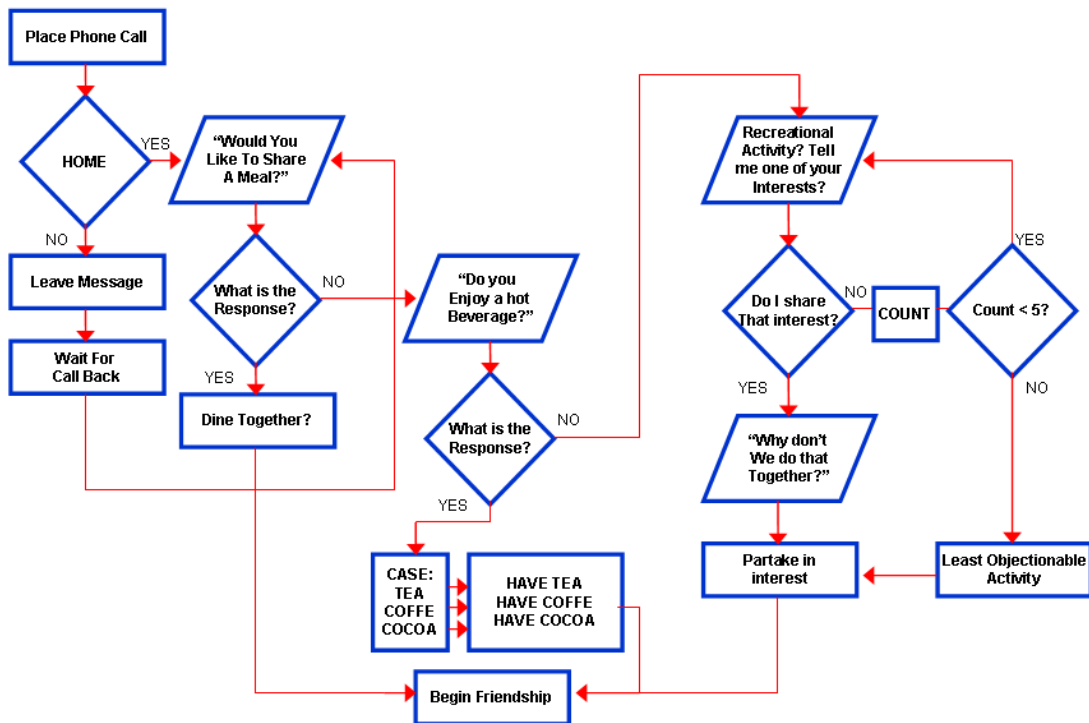 Place Phone Call
HOME
YES
NO
Leave Message
Wait For
Call Back
“Would You
Like To Share
A Meal?”
What is the
Response?
NO
YES
Dine Together?
“Do you
Enjoy a hot
Beverage?”
What is the
Response?
NO
YES
CASE:
TEA
COFFE
COCOA
HAVE TEA
HAVE COFFE
HAVE COCOA
Begin Friendship
Recreational
Activity? Tell
me one of your
Interests?
Do I share
That interest?
NO
COUNT
Count < 5?
YES
NO
YES
“Why don't
We do that
Together?”
Partake in
interest
Least Objectionable
Activity